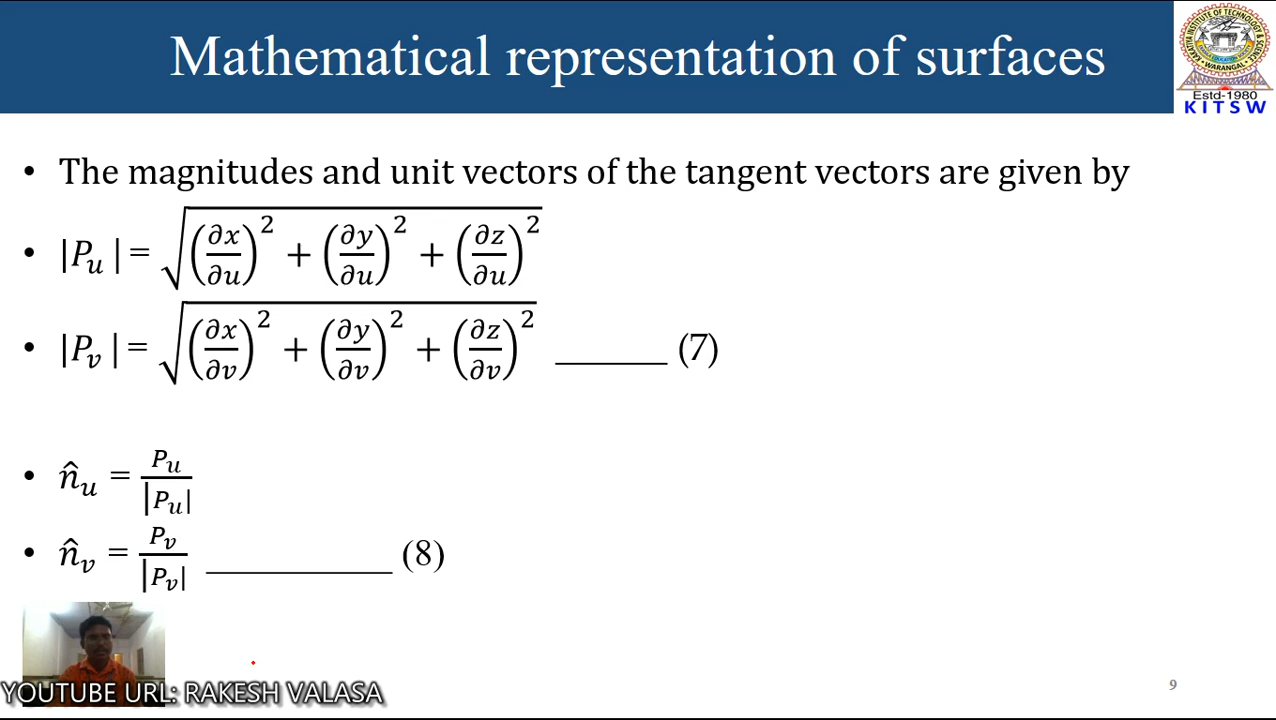 Mathematical representation of surfaces
Estd-1980
KITSW
• The magnitudes and unit vectors of the tangent vectors are given by
• |P_u| = √((∂x/∂u)² + (∂y/∂u)² + (∂z/∂u)²)
• |P_v| = √((∂x/∂v)² + (∂y/∂v)² + (∂z/∂v)²) _______ (7)
• n̂_u = P_u/|P_u|
• n̂_v = P_v/|P_v| ____________ (8)
YOUTUBE URL: RAKESH VALASA
9